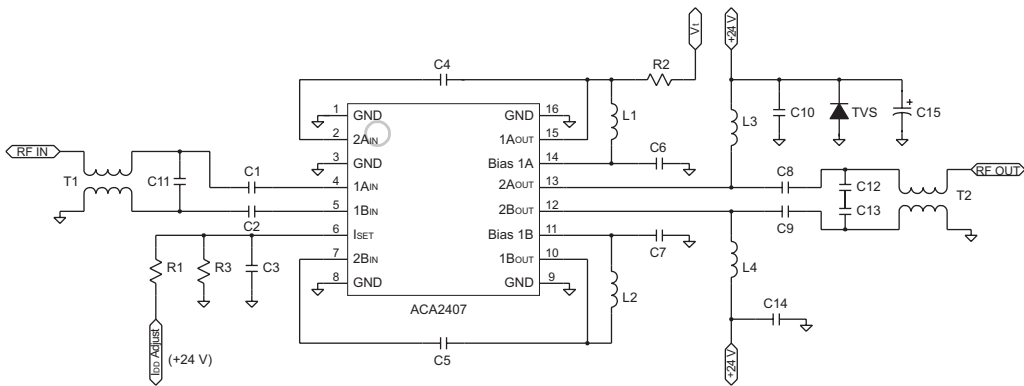 Vt
+24 V
C4
R2
1
GND
GND
16
L1
L3
C10
TVS
+
C15
2
2AIN
1AOUT
15
RF IN
3
GND
Bias 1A
14
C6
T1
C11
C1
4
1AIN
2AOUT
13
C8
C12
RF OUT
T2
5
1BIN
2BOUT
12
C13
C2
C9
6
ISET
Bias 1B
11
C7
R1
R3
C3
7
2BIN
1BOUT
10
L4
8
GND
GND
9
L2
ACA2407
C14
IDD Adjust
(+24 V)
C5
+24 V